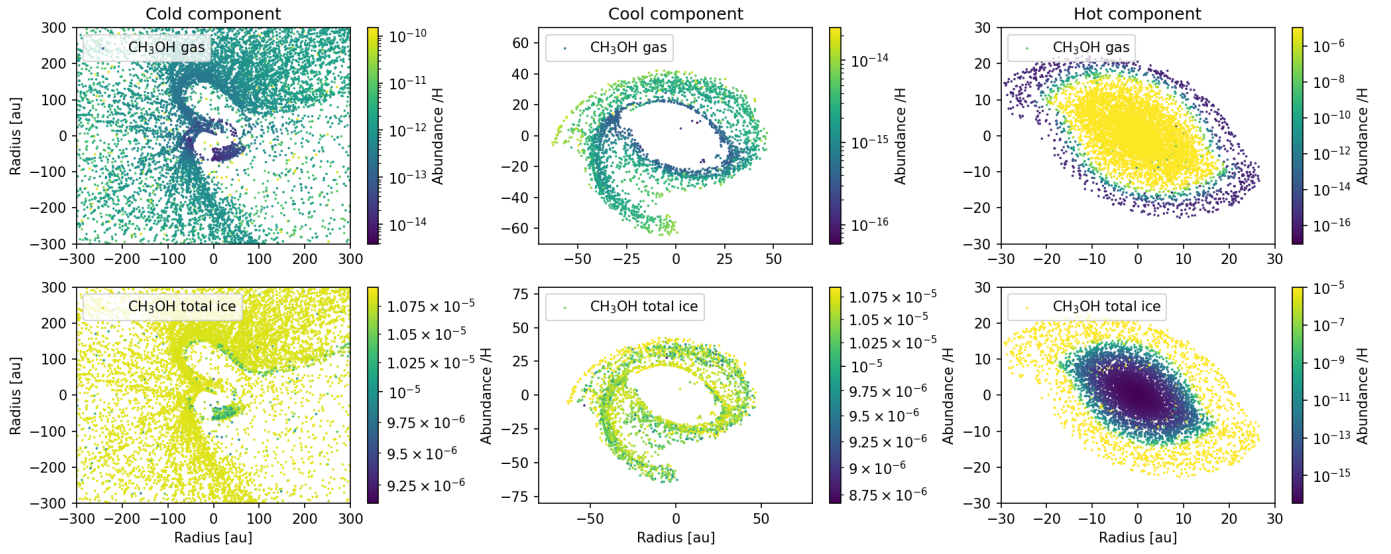 Cold component
CH₃OH gas
300
200
100
0
−100
−200
−300
−300 −200 −100 0 100 200 300
Radius [au]
10⁻¹⁰
10⁻¹¹
10⁻¹²
10⁻¹³
10⁻¹⁴
Abundance /H
Cool component
CH₃OH gas
60
40
20
0
−20
−40
−60
−50 −25 0 25 50
10⁻¹⁴
10⁻¹⁵
10⁻¹⁶
Abundance /H
Hot component
CH₃OH gas
30
20
10
0
−10
−20
−30
−30 −20 −10 0 10 20 30
10⁻⁶
10⁻⁸
10⁻¹⁰
10⁻¹²
10⁻¹⁴
10⁻¹⁶
Abundance /H
CH₃OH total ice
300
200
100
0
−100
−200
−300
−300 −200 −100 0 100 200 300
Radius [au]
Radius [au]
1.075 × 10⁻⁵
1.05 × 10⁻⁵
1.025 × 10⁻⁵
10⁻⁵
9.75 × 10⁻⁶
9.5 × 10⁻⁶
9.25 × 10⁻⁶
Abundance /H
CH₃OH total ice
75
50
25
0
−25
−50
−75
−50 0 50
Radius [au]
1.075 × 10⁻⁵
1.05 × 10⁻⁵
1.025 × 10⁻⁵
10⁻⁵
9.75 × 10⁻⁶
9.5 × 10⁻⁶
9.25 × 10⁻⁶
9 × 10⁻⁶
8.75 × 10⁻⁶
Abundance /H
CH₃OH total ice
30
20
10
0
−10
−20
−30
−30 −20 −10 0 10 20 30
Radius [au]
10⁻⁵
10⁻⁷
10⁻⁹
10⁻¹¹
10⁻¹³
10⁻¹⁵
Abundance /H